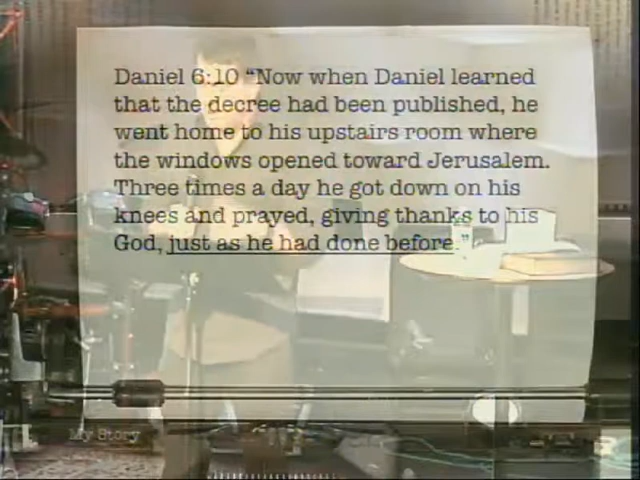 Daniel 6:10 “Now when Daniel learned
that the decree had been published, he
went home to his upstairs room where
the windows opened toward Jerusalem.
Three times a day he got down on his
knees and prayed, giving thanks to his
God, just as he had done before.”
My Story